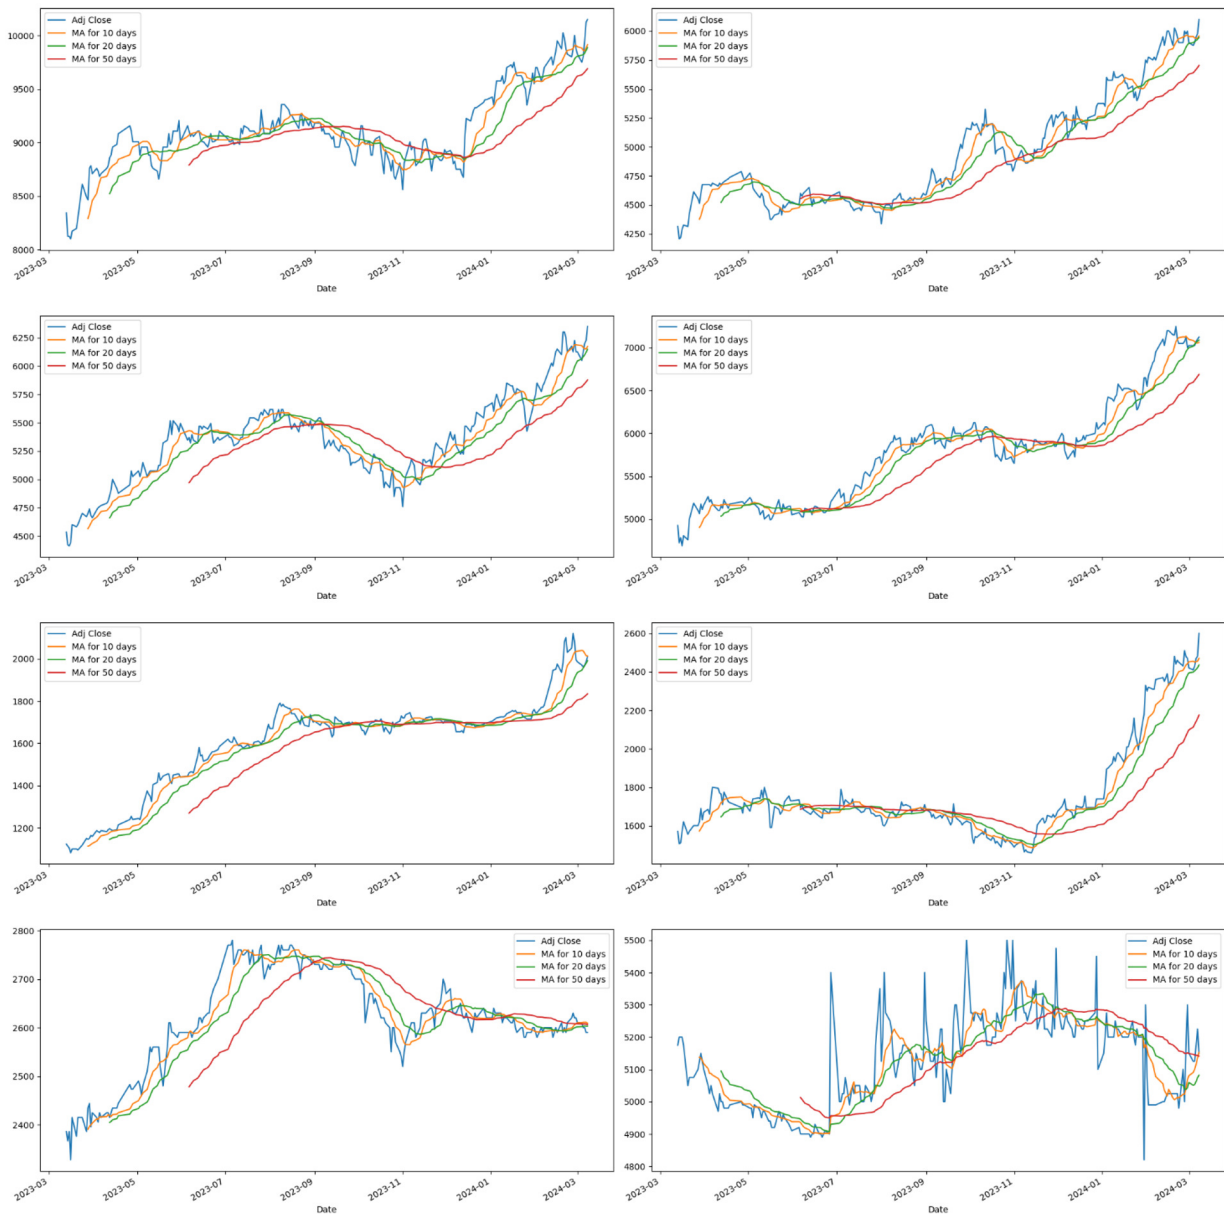 Adj Close
MA for 10 days
MA for 20 days
MA for 50 days
10000
9500
9000
8500
8000
2023-03
2023-05
2023-07
2023-09
2023-11
2024-01
2024-03
Date
Adj Close
MA for 10 days
MA for 20 days
MA for 50 days
6000
5750
5500
5250
5000
4750
4500
4250
2023-03
2023-05
2023-07
2023-09
2023-11
2024-01
2024-03
Date
Adj Close
MA for 10 days
MA for 20 days
MA for 50 days
6250
6000
5750
5500
5250
5000
4750
4500
2023-03
2023-05
2023-07
2023-09
2023-11
2024-01
2024-03
Date
Adj Close
MA for 10 days
MA for 20 days
MA for 50 days
7000
6500
6000
5500
5000
2023-03
2023-05
2023-07
2023-09
2023-11
2024-01
2024-03
Date
Adj Close
MA for 10 days
MA for 20 days
MA for 50 days
2000
1800
1600
1400
1200
2023-03
2023-05
2023-07
2023-09
2023-11
2024-01
2024-03
Date
Adj Close
MA for 10 days
MA for 20 days
MA for 50 days
2600
2400
2200
2000
1800
1600
2023-03
2023-05
2023-07
2023-09
2023-11
2024-01
2024-03
Date
Adj Close
MA for 10 days
MA for 20 days
MA for 50 days
2800
2700
2600
2500
2400
2023-03
2023-05
2023-07
2023-09
2023-11
2024-01
2024-03
Date
Adj Close
MA for 10 days
MA for 20 days
MA for 50 days
5500
5400
5300
5200
5100
5000
4900
4800
2023-03
2023-05
2023-07
2023-09
2023-11
2024-01
2024-03
Date